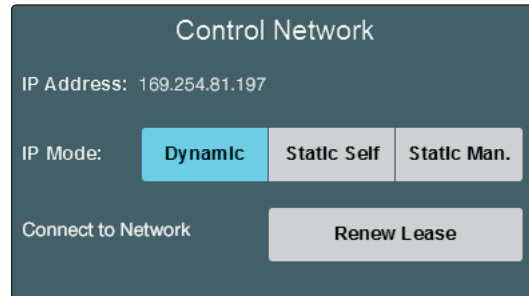 Control Network
IP Address: 169.254.81.197
IP Mode: Dynamic Static Self Static Man.
Connect to Network Renew Lease